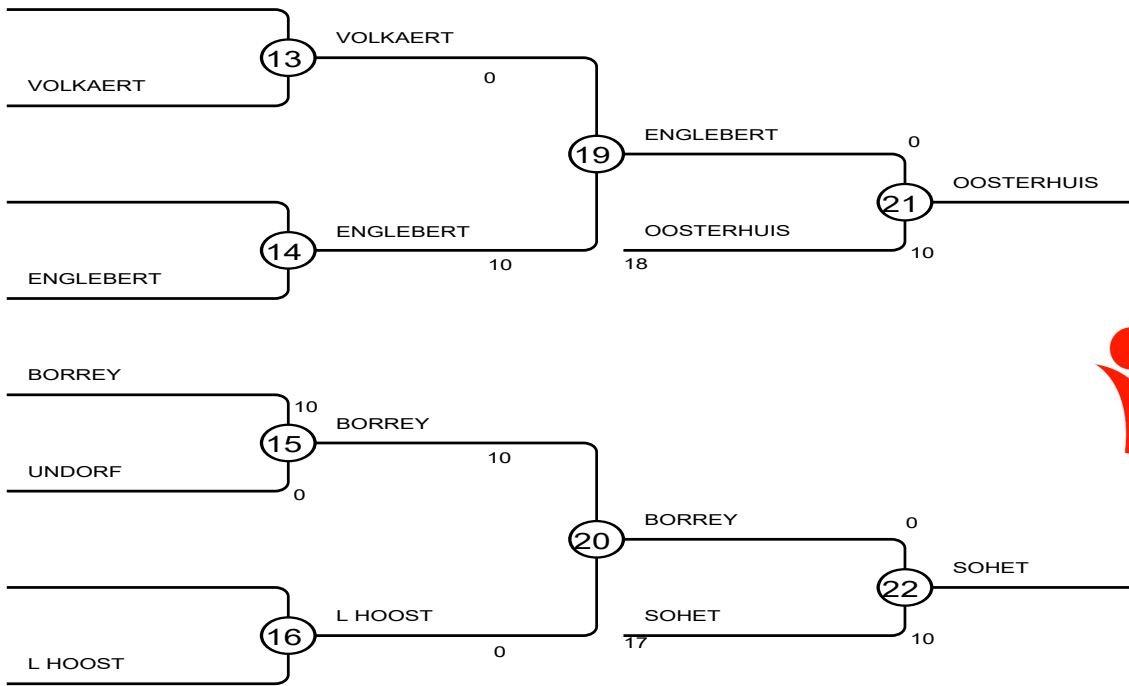 VOLKAERT
13
VOLKAERT
0
ENGLEBERT
0
19
OOSTERHUIS
21
ENGLEBERT
OOSTERHUIS
14
10
18
10
ENGLEBERT
BORREY
10
BORREY
15
10
UNDORF
0
BORREY
0
20
SOHET
22
L HOOST
SOHET
16
0
17
10
L HOOST